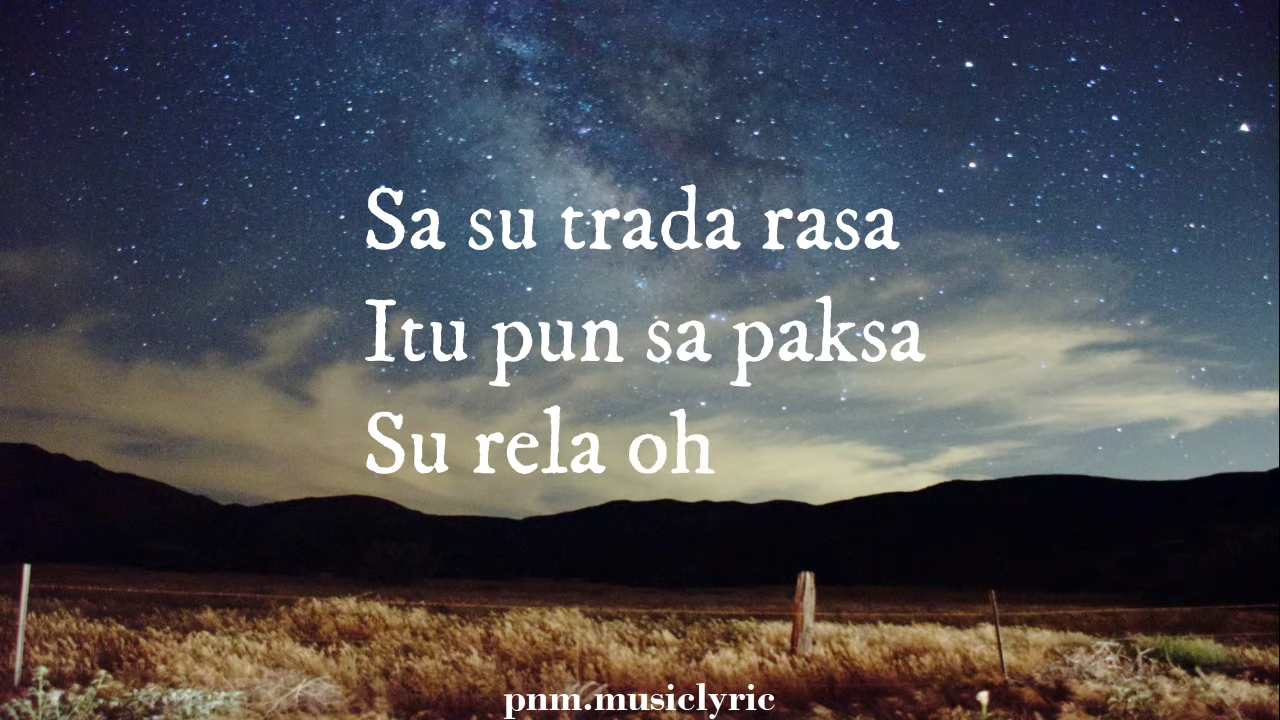 Sa su trada rasa
Itu pun sa paksa
Su rela oh
pnm.musiclyric